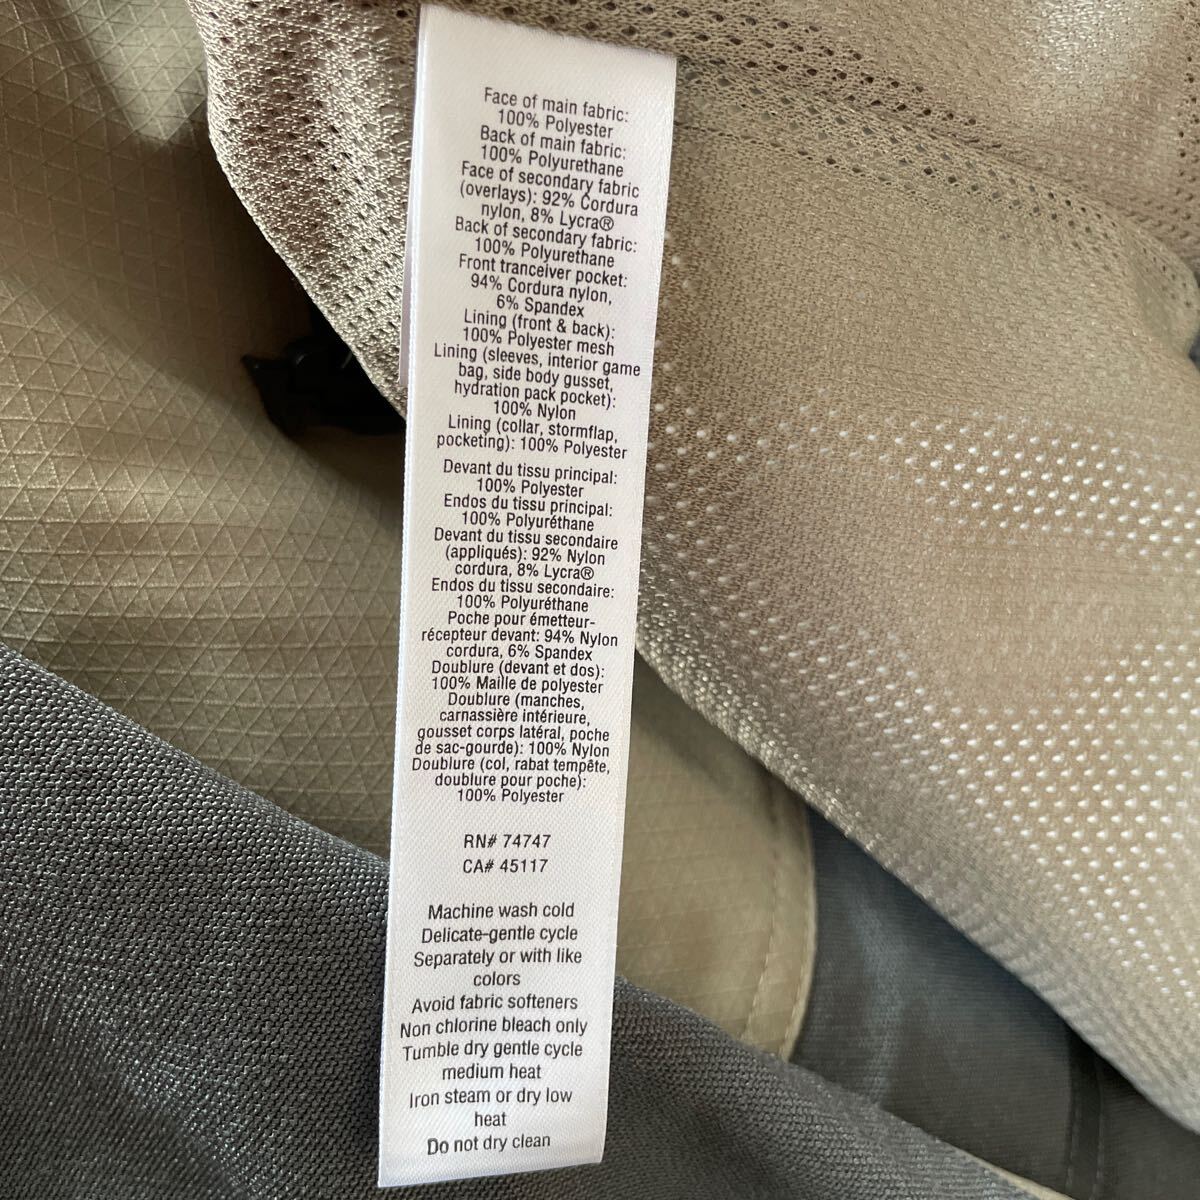 Face of main fabric:
100% Polyester
Back of main fabric:
100% Polyurethane
Face of secondary fabric
(overlays): 92% Cordura
nylon, 8% Lycra®
Back of secondary fabric:
100% Polyurethane
Front tranceiver pocket:
94% Cordura nylon,
6% Spandex
Lining (front & back):
100% Polyester mesh
Lining (sleeves, interior game
bag, side body gusset,
hydration pack pocket):
100% Nylon
Lining (collar, stormflap,
pocketing): 100% Polyester
Devant du tissu principal:
100% Polyester
Endos du tissu principal:
100% Polyuréthane
Devant du tissu secondaire
(appliqués): 92% Nylon
cordura, 8% Lycra®
Endos du tissu secondaire:
100% Polyuréthane
Poche pour émetteur-
récepteur devant: 94% Nylon
cordura, 6% Spandex
Doublure (devant et dos):
100% Maille de polyester
Doublure (manches,
carnassière intérieure,
gousset corps latéral, poche
de sac-gourde): 100% Nylon
Doublure (col, rabat tempête,
doublure pour poche):
100% Polyester
RN# 74747
CA# 45117
Machine wash cold
Delicate-gentle cycle
Separately or with like
colors
Avoid fabric softeners
Non chlorine bleach only
Tumble dry gentle cycle
medium heat
Iron steam or dry low
heat
Do not dry clean